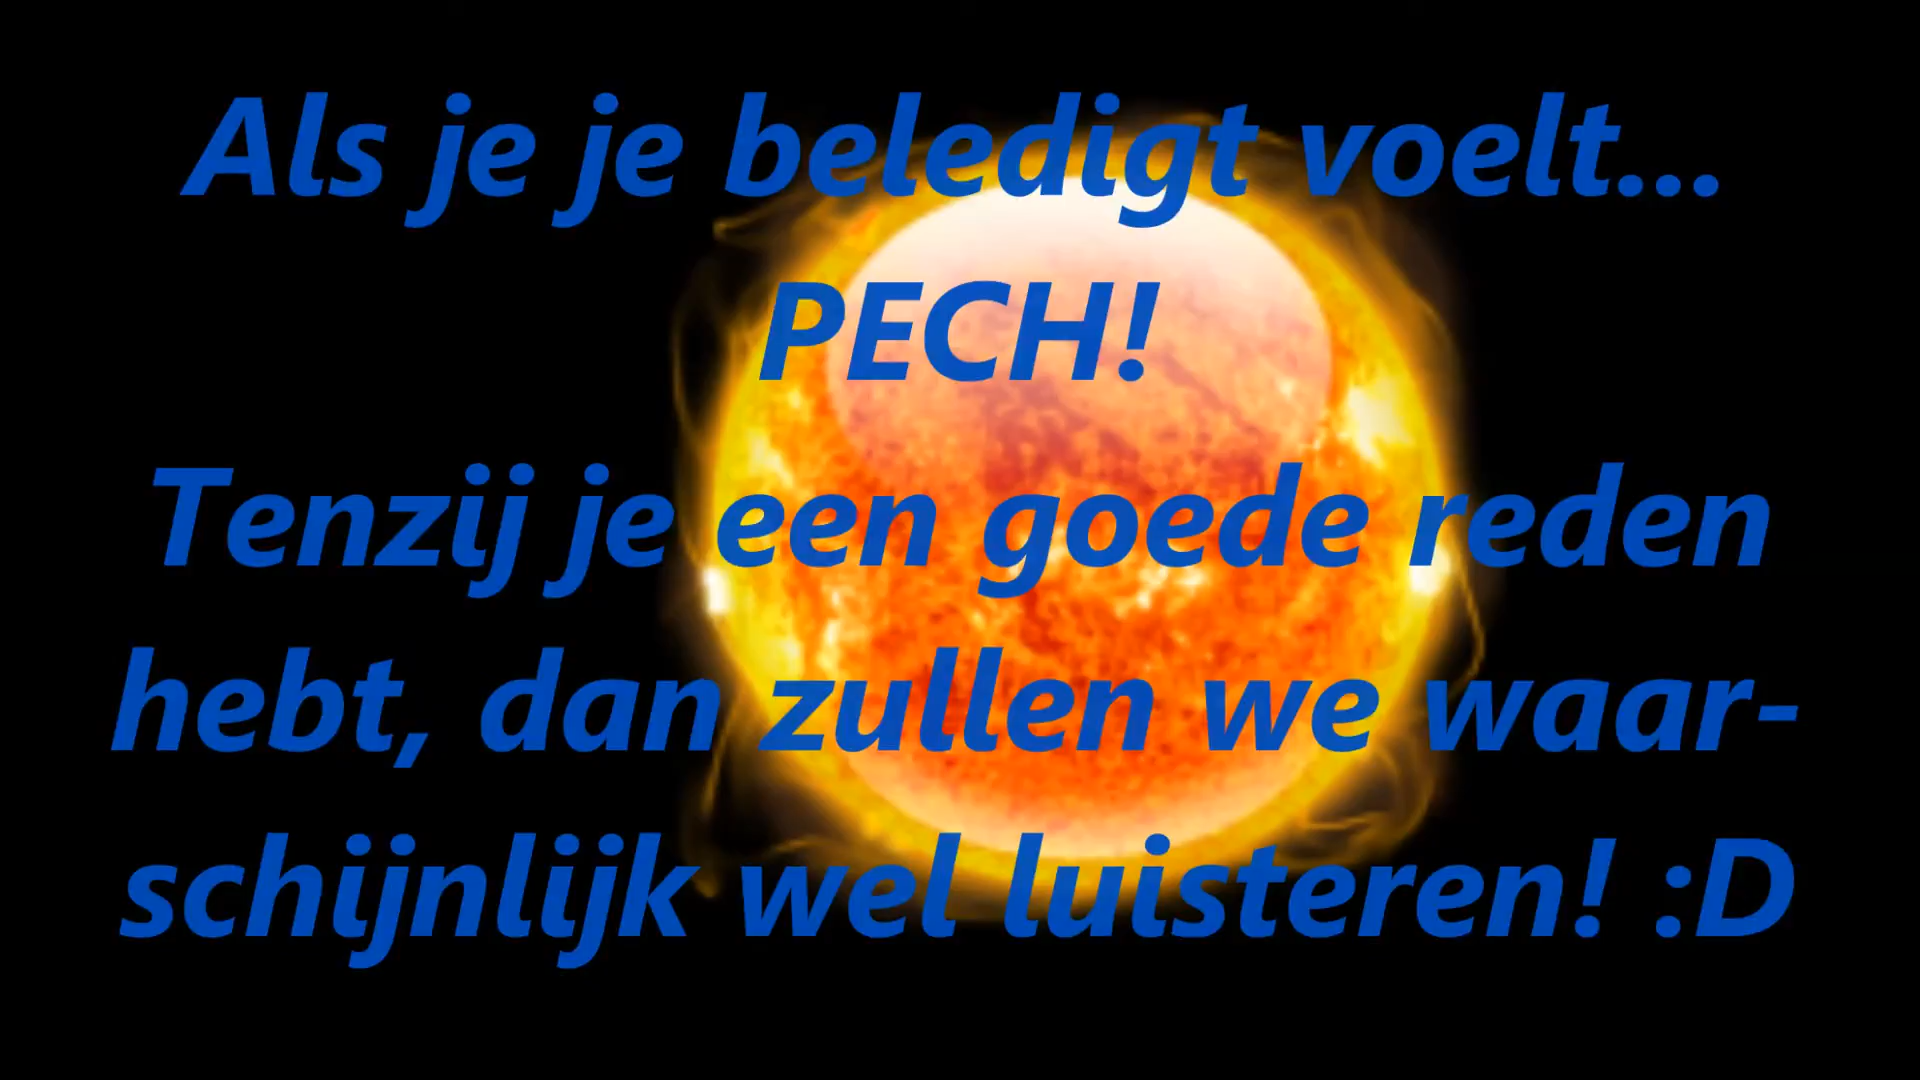 Als je je beledigt voelt...
PECH!
Tenzij je een goede reden
hebt, dan zullen we waar-
schijnlijk wel luisteren! :D